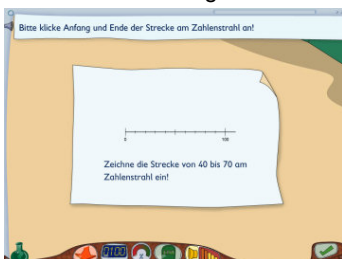 Bitte klicke Anfang und Ende der Strecke am Zahlenstrahl an!
0 100
Zeichne die Strecke von 40 bis 70 am
Zahlenstrahl ein!
01:00